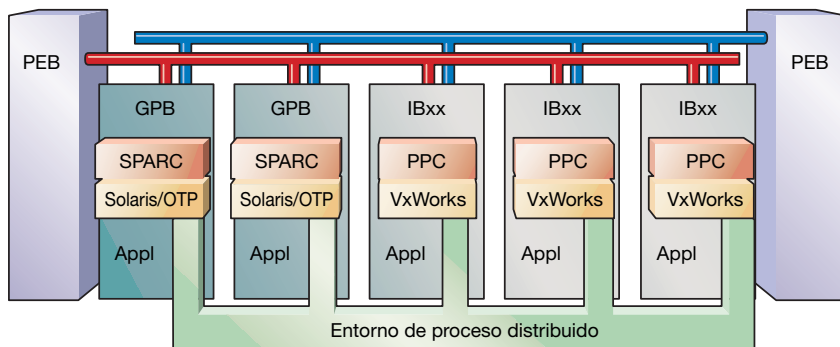 PEB
PEB
GPB
GPB
IBxx
IBxx
IBxx
SPARC
SPARC
PPC
PPC
PPC
Solaris/OTP
Solaris/OTP
VxWorks
VxWorks
VxWorks
Appl
Appl
Appl
Appl
Appl
Entorno de proceso distribuido